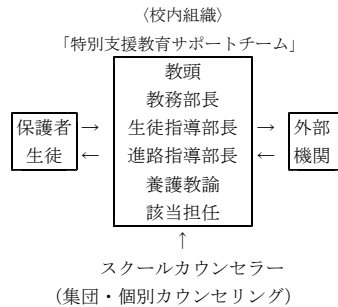 〈校内組織〉
「特別支援教育サポートチーム」
教頭
教務部長
保護者 → 生徒指導部長 → 外部
生徒 ← 進路指導部長 ← 機関
養護教諭
該当担任
↑
スクールカウンセラー
（集団・個別カウンセリング）